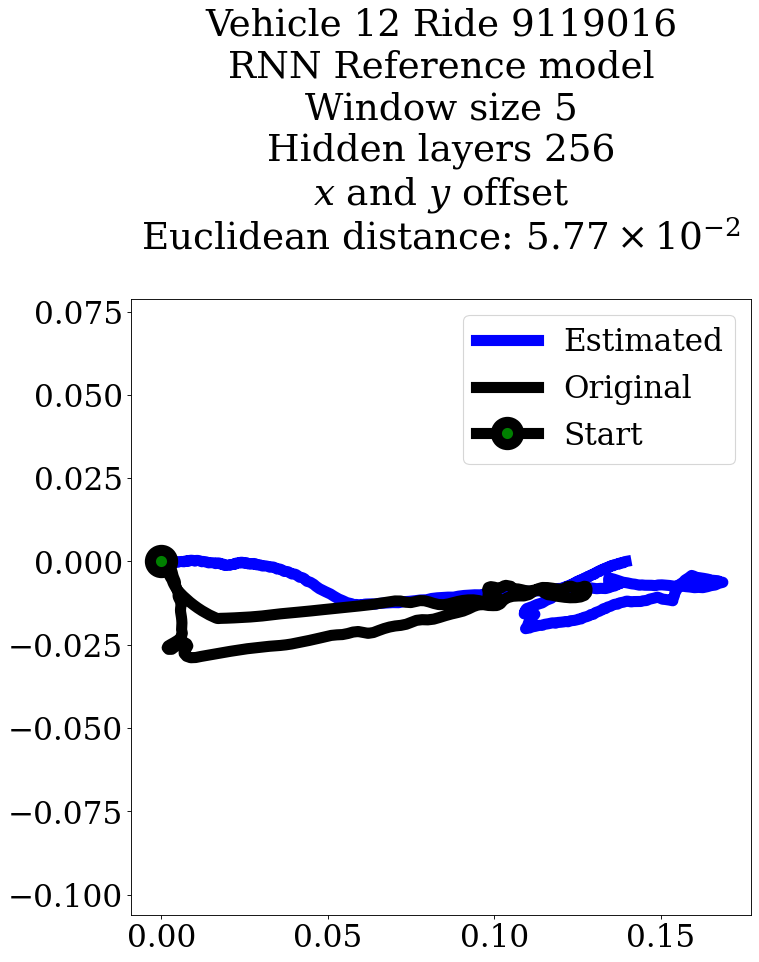 Vehicle 12 Ride 9119016
RNN Reference model
Window size 5
Hidden layers 256
x and y offset
Euclidean distance: 5.77 × 10⁻²
Estimated
Original
Start
0.075
0.050
0.025
0.000
−0.025
−0.050
−0.075
−0.100
0.00 0.05 0.10 0.15